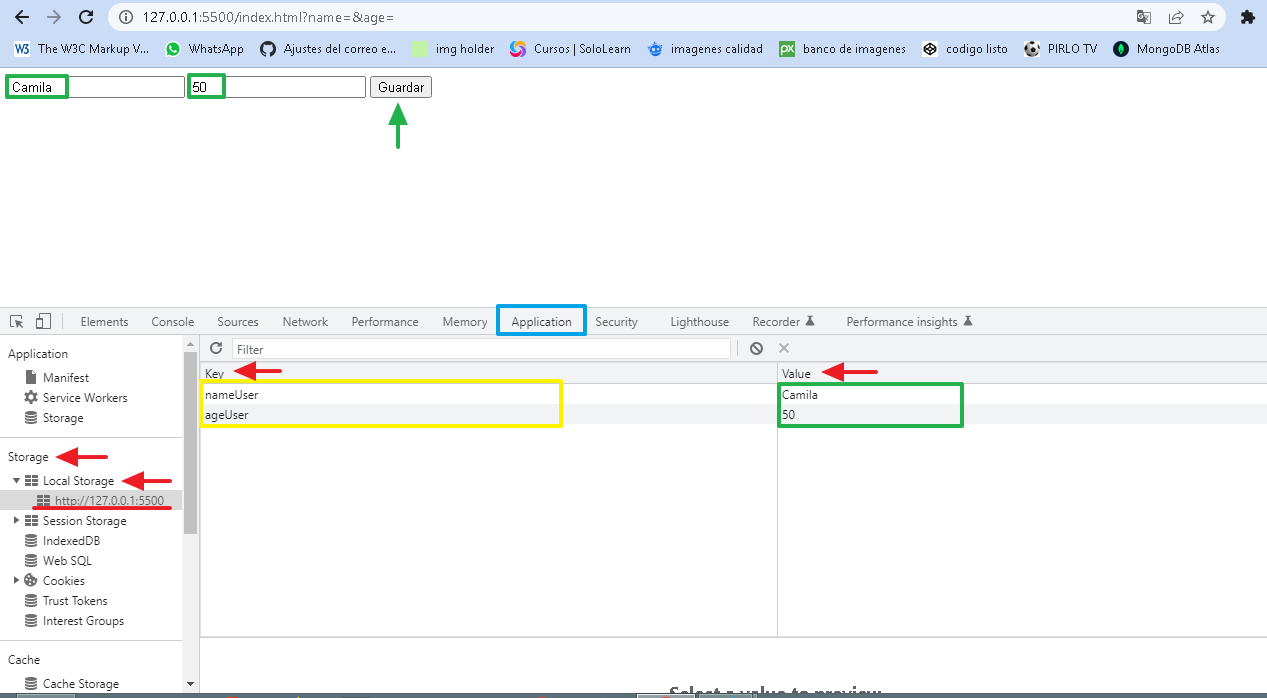 127.0.0.1:5500/index.html?name=&age=
The W3C Markup V... WhatsApp Ajustes del correo e... img holder Cursos | SoloLearn imagenes calidad banco de imagenes codigo listo PIRLO TV MongoDB Atlas
Camila 50 Guardar
Elements Console Sources Network Performance Memory Application Security Lighthouse Recorder Performance insights
Application
Manifest
Service Workers
Storage
Storage
Local Storage
http://127.0.0.1:5500
Session Storage
IndexedDB
Web SQL
Cookies
Trust Tokens
Interest Groups
Cache
Cache Storage
Filter
Key Value
nameUser Camila
ageUser 50
Select a value to preview